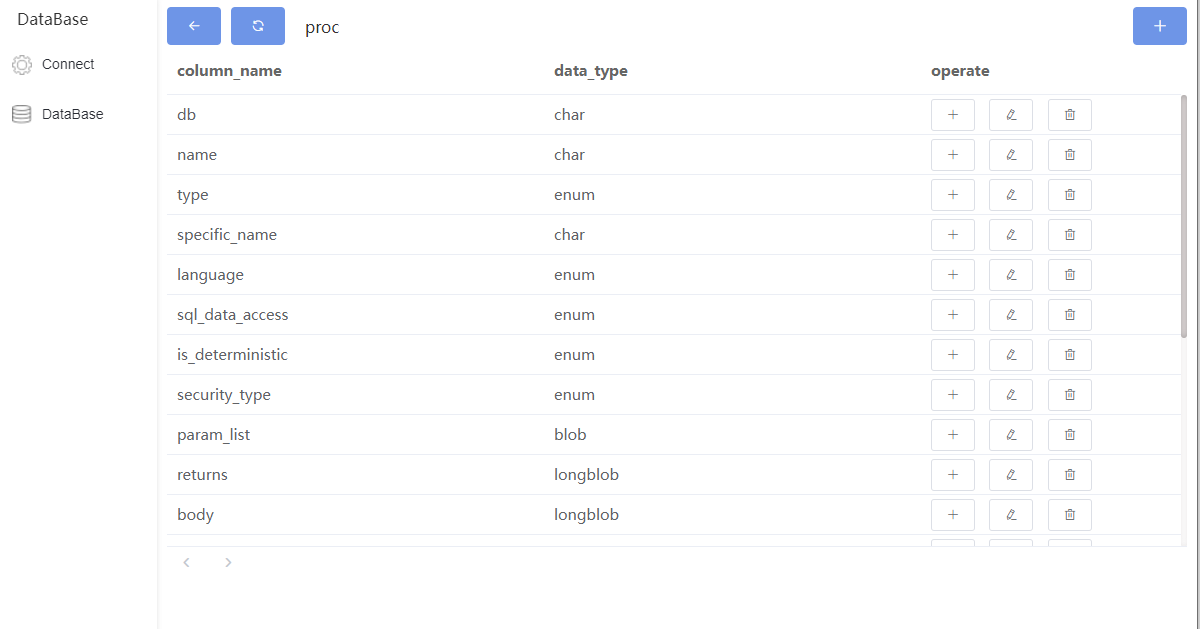 DataBase
Connect
DataBase
proc
column_name data_type operate
db char
name char
type enum
specific_name char
language enum
sql_data_access enum
is_deterministic enum
security_type enum
param_list blob
returns longblob
body longblob